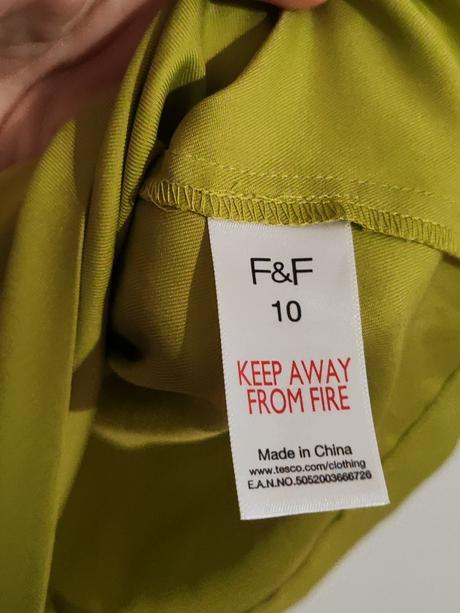 F&F
10
KEEP AWAY
FROM FIRE
Made in China
www.tesco.com/clothing
E.A.N.NO.5052003666726